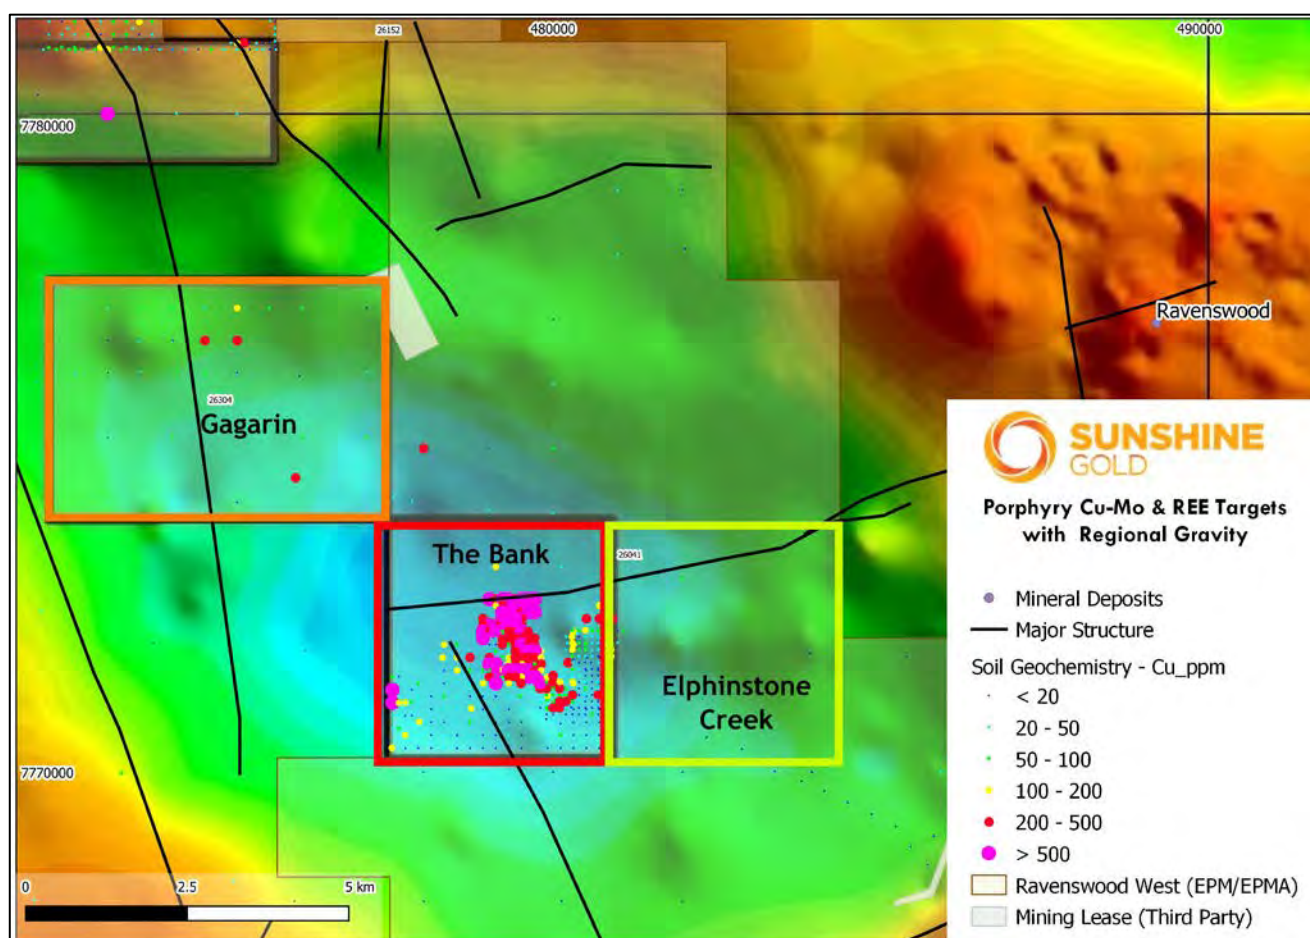 26152
480000
490000
7780000
Ravenswood
26304
Gagarin
The Bank
26041
Elphinstone
Creek
7770000
0
2.5
5 km
SUNSHINE
GOLD
Porphyry Cu-Mo & REE Targets
with Regional Gravity
Mineral Deposits
Major Structure
Soil Geochemistry - Cu_ppm
< 20
20 - 50
50 - 100
100 - 200
200 - 500
> 500
Ravenswood West (EPM/EPMA)
Mining Lease (Third Party)